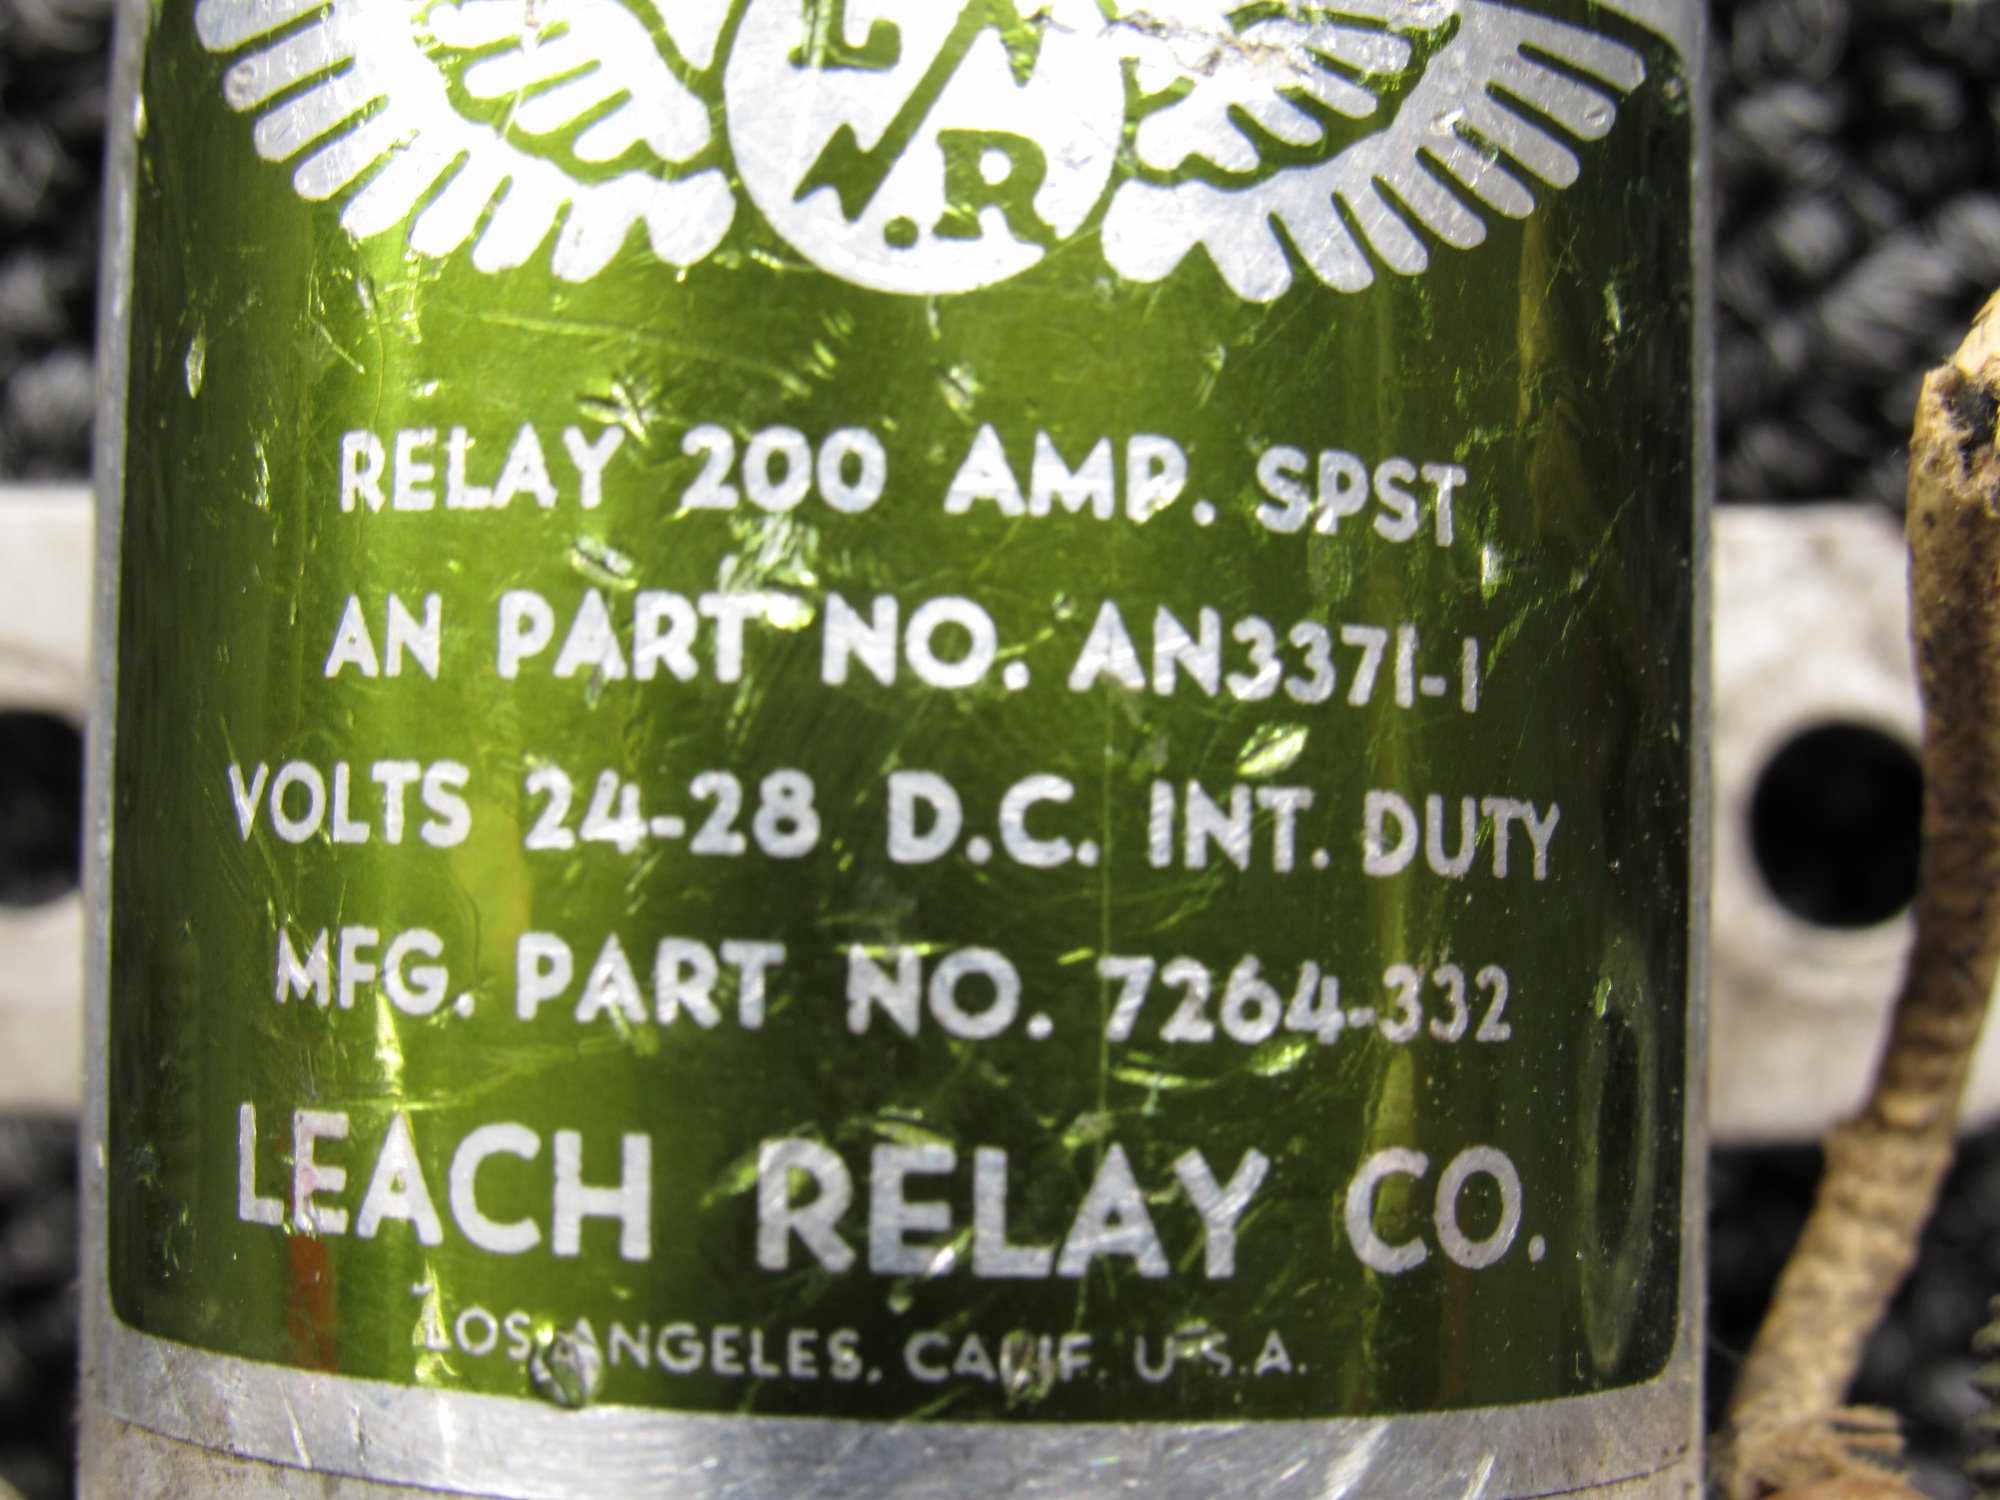 L
.R
RELAY 200 AMP. SPST
AN PART NO. AN3371-1
VOLTS 24-28 D.C. INT. DUTY
MFG. PART NO. 7264-332
LEACH RELAY CO.
LOS ANGELES, CALIF. U.S.A.